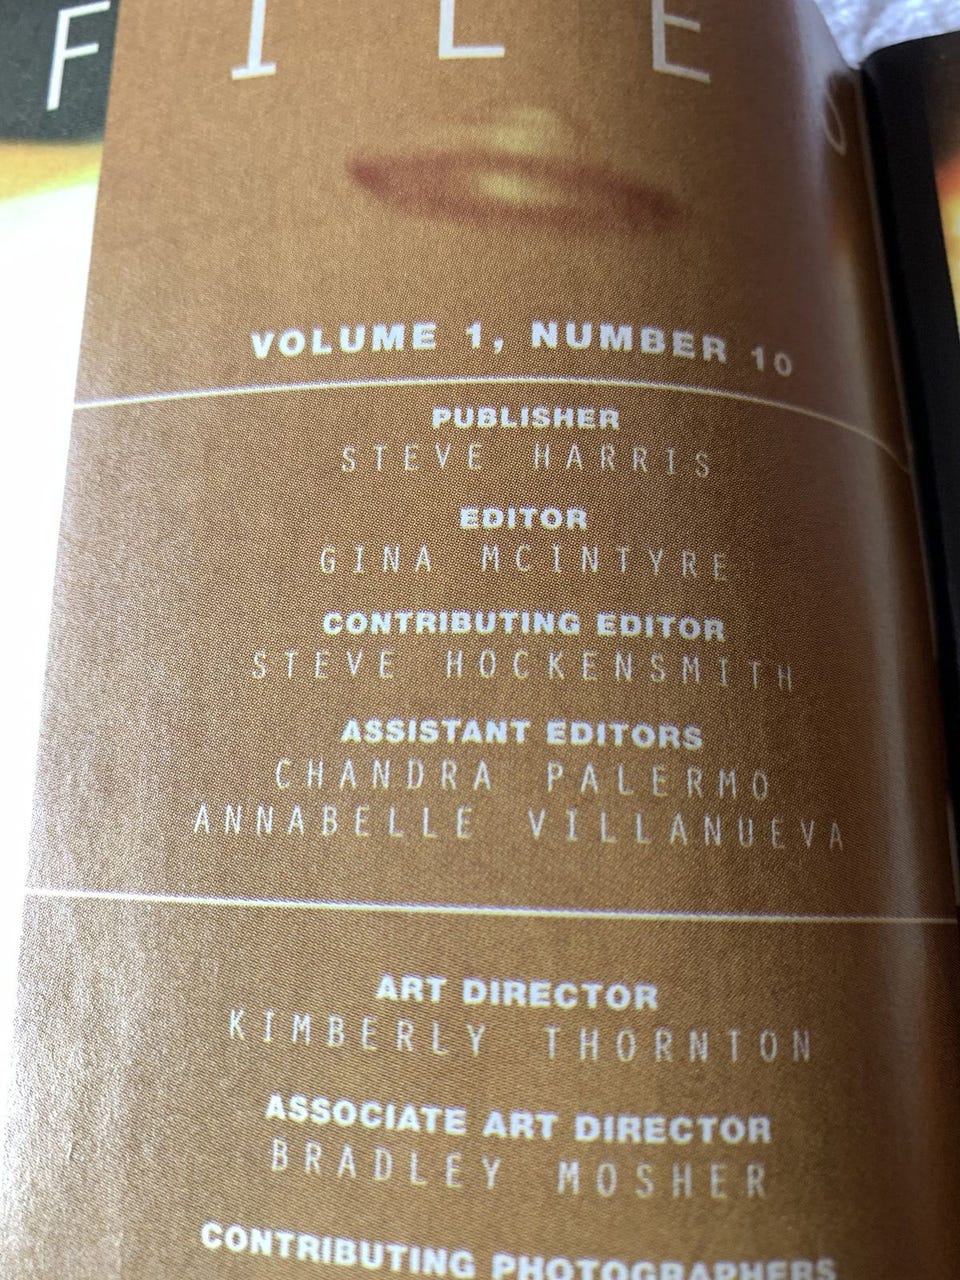 FILE
VOLUME 1, NUMBER 10
PUBLISHER
STEVE HARRIS
EDITOR
GINA MCINTYRE
CONTRIBUTING EDITOR
STEVE HOCKENSMITH
ASSISTANT EDITORS
CHANDRA PALERMO
ANNABELLE VILLANUEVA
ART DIRECTOR
KIMBERLY THORNTON
ASSOCIATE ART DIRECTOR
BRADLEY MOSHER
CONTRIBUTING PHOTOGRAPHERS